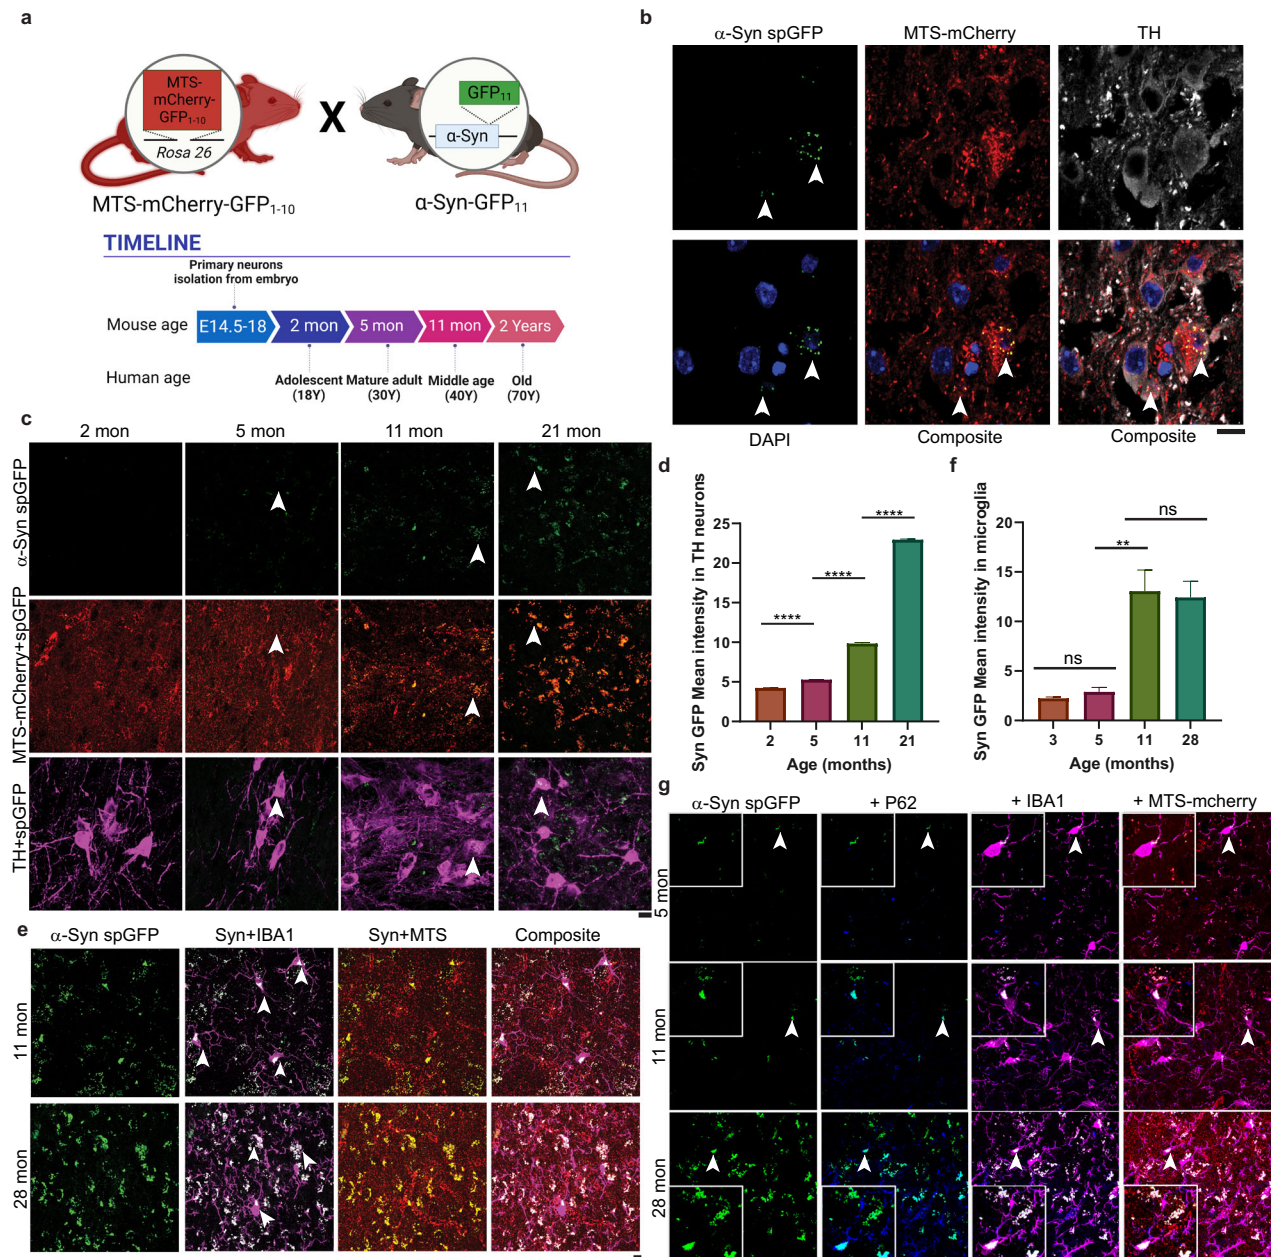 a
MTS-
mCherry-
GFP1-10
Rosa 26
X
GFP11
α-Syn
MTS-mCherry-GFP1-10
α-Syn-GFP11
TIMELINE
Primary neurons
isolation from embryo
Mouse age
E14.5-18
2 mon
5 mon
11 mon
2 Years
Human age
Adolescent
(18Y)
Mature adult
(30Y)
Middle age
(40Y)
Old
(70Y)
b
α-Syn spGFP
MTS-mCherry
TH
DAPI
Composite
Composite
c
2 mon
5 mon
11 mon
21 mon
α-Syn spGFP
MTS-mCherry+spGFP
TH+spGFP
d
Syn GFP Mean intensity in TH neurons
25
20
15
10
5
0
****
****
****
2
5
11
21
Age (months)
f
Syn GFP Mean intensity in microglia
20
15
10
5
0
ns
**
ns
3
5
11
28
Age (months)
e
α-Syn spGFP
Syn+IBA1
Syn+MTS
Composite
11 mon
28 mon
g
α-Syn spGFP
+ P62
+ IBA1
+ MTS-mcherry
5 mon
11 mon
28 mon